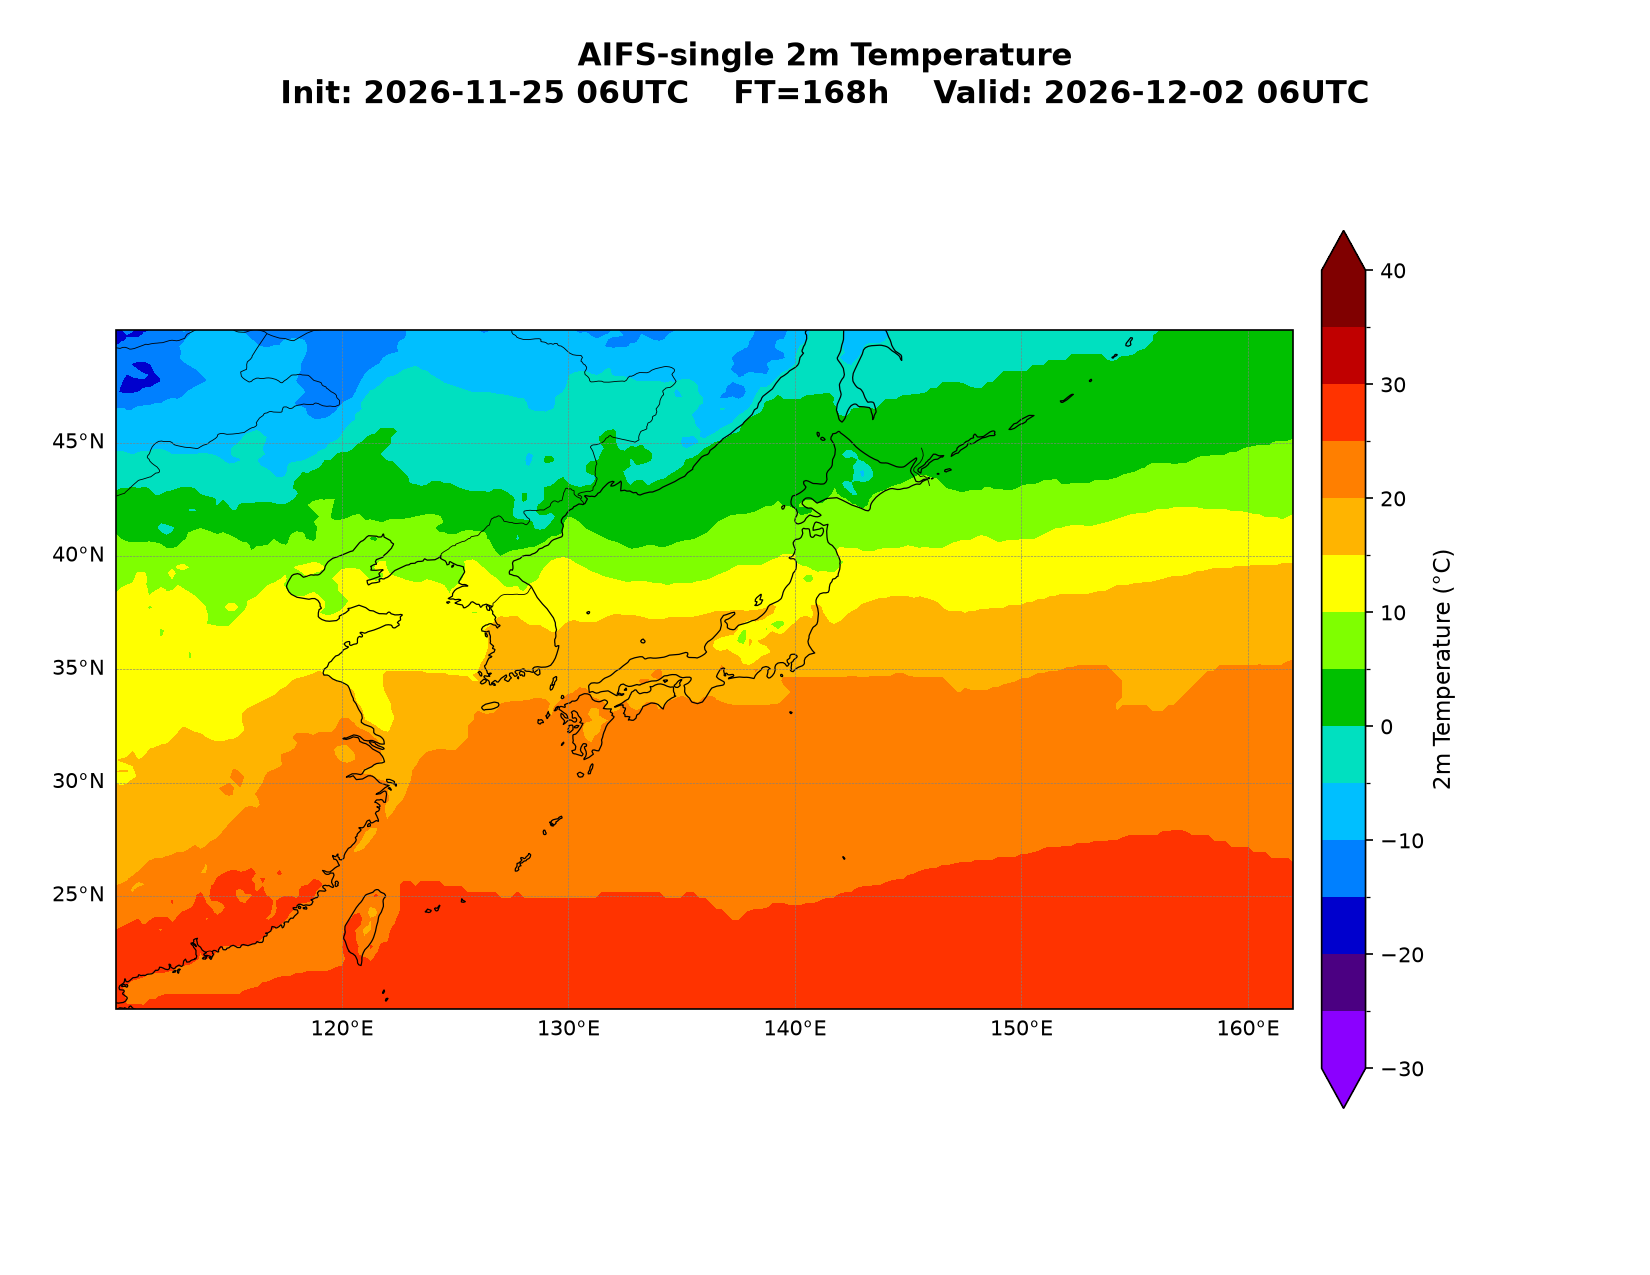 AIFS-single 2m Temperature
Init: 2026-11-25 06UTC    FT=168h    Valid: 2026-12-02 06UTC
45°N
40°N
35°N
30°N
25°N
120°E
130°E
140°E
150°E
160°E
40
30
20
10
0
−10
−20
−30
2m Temperature (°C)